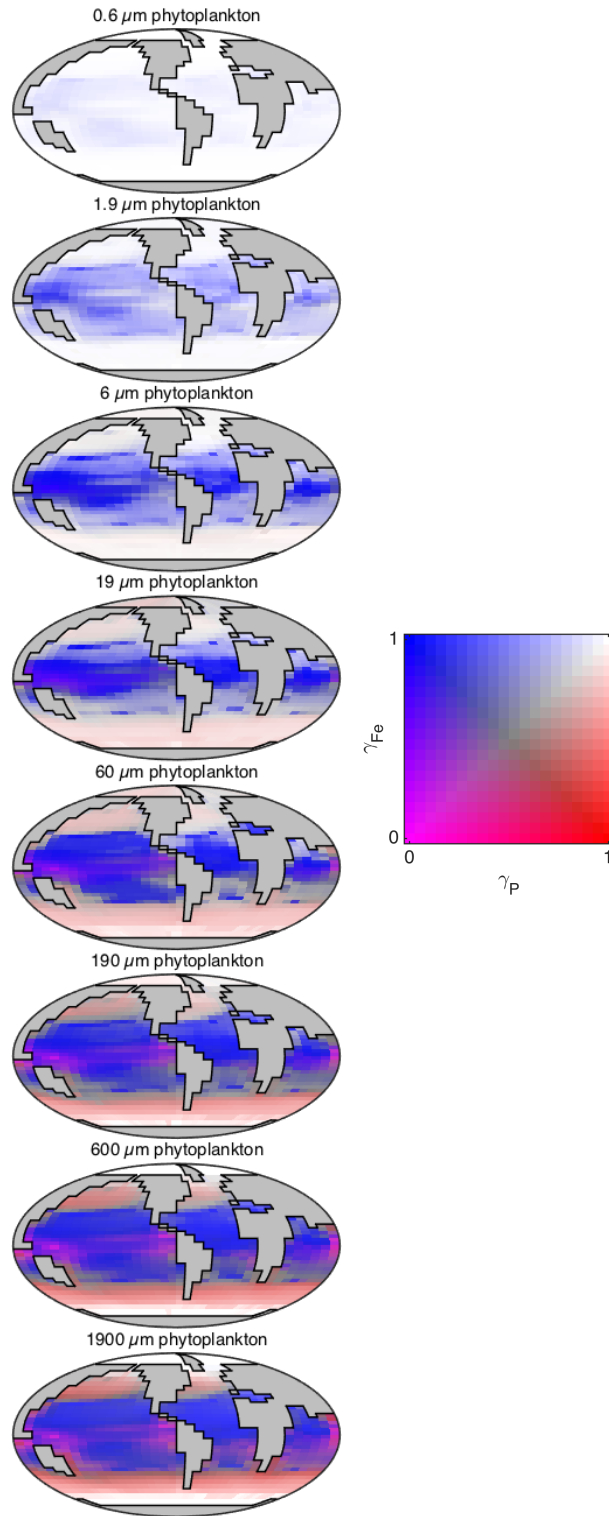 0.6 µm phytoplankton
1.9 µm phytoplankton
6 µm phytoplankton
19 µm phytoplankton
60 µm phytoplankton
190 µm phytoplankton
600 µm phytoplankton
1900 µm phytoplankton
1
γFe
0
0
1
γP